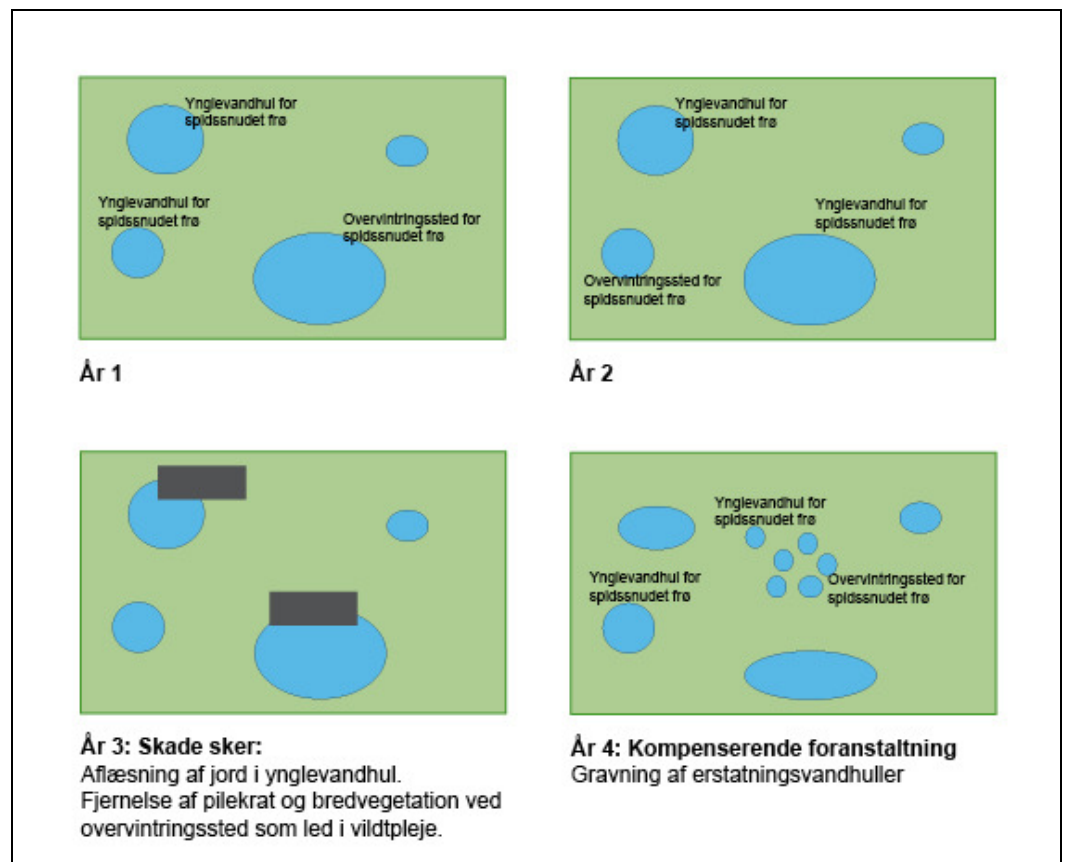 Ynglevandhul for
spidssnudet frø
Ynglevandhul for
spidssnudet frø
Overvintringssted for
spidssnudet frø
År 1
Ynglevandhul for
spidssnudet frø
Ynglevandhul for
spidssnudet frø
Overvintringssted for
spidssnudet frø
År 2
År 3: Skade sker:
Aflæsning af jord i ynglevandhul.
Fjernelse af pilekrat og bredvegetation ved
overvintringssted som led i vildtpleje.
Ynglevandhul for
spidssnudet frø
Ynglevandhul for
spidssnudet frø
Overvintringssted for
spidssnudet frø
År 4: Kompenserende foranstaltning
Gravning af erstatningsvandhuller